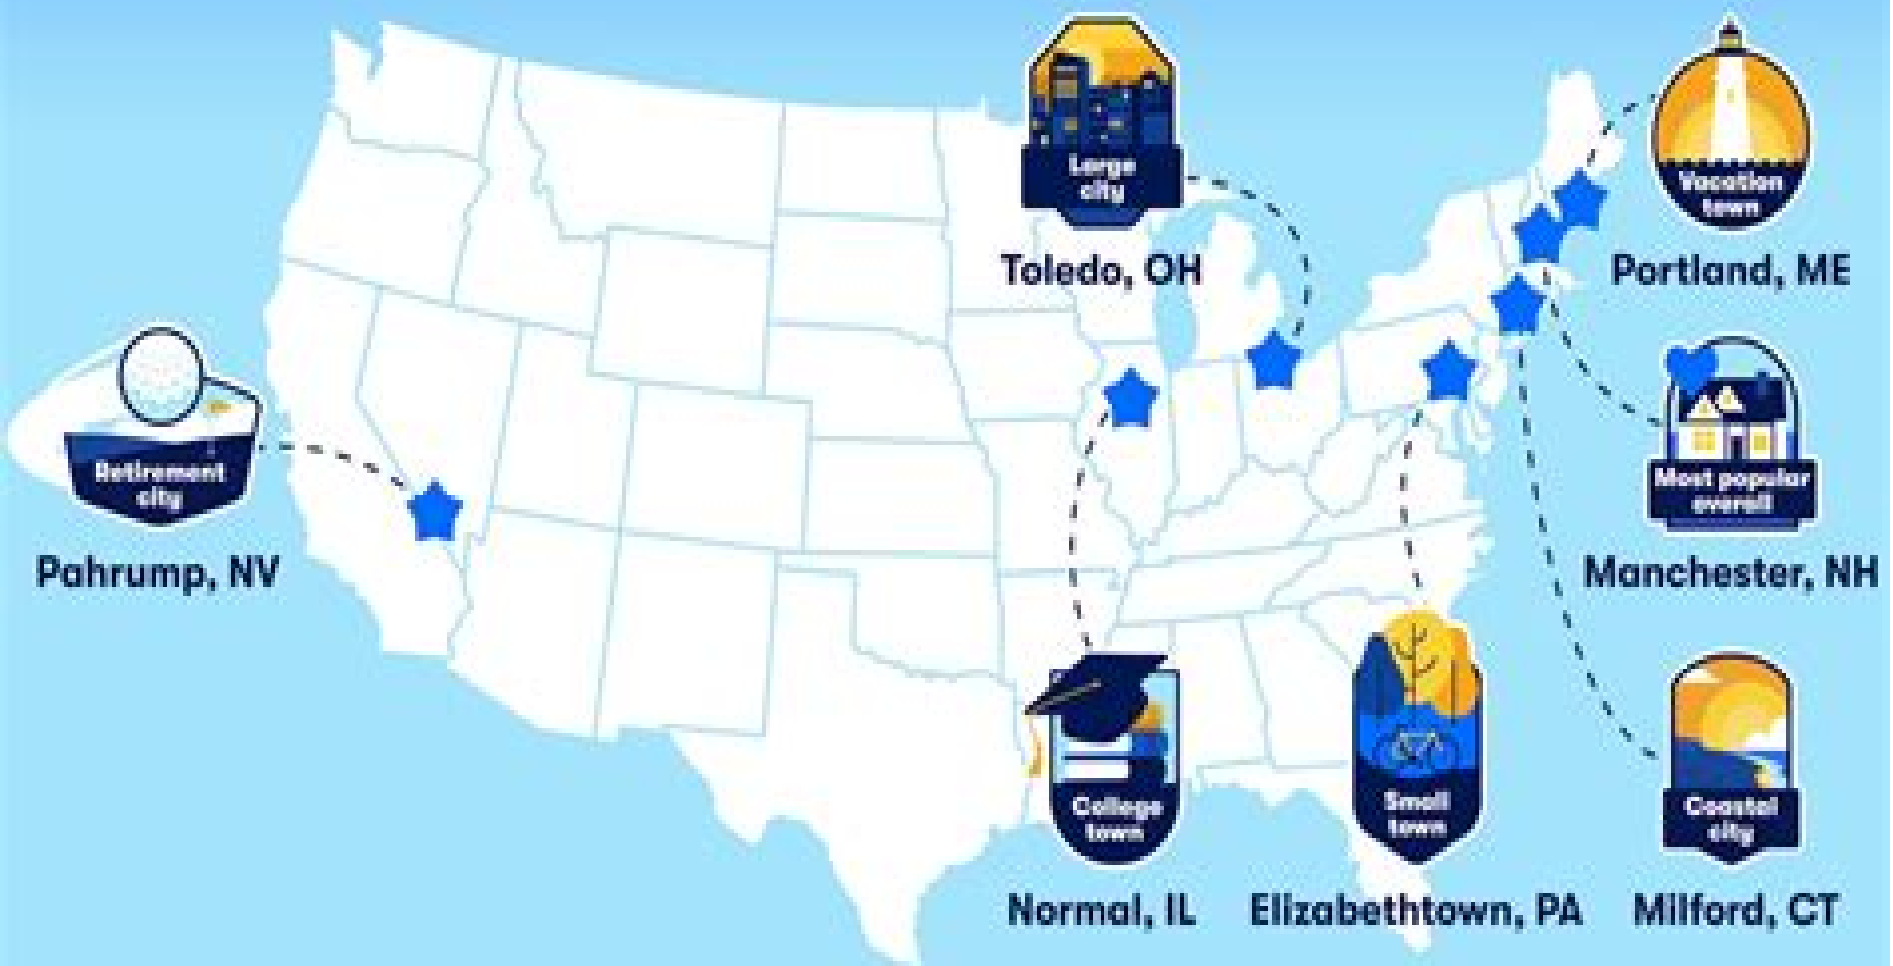 Large
city
Toledo, OH
Vacation
town
Portland, ME
Retirement
city
Pahrump, NV
Most popular
overall
Manchester, NH
College
town
Normal, IL
Small
town
Elizabethtown, PA
Coastal
city
Milford, CT